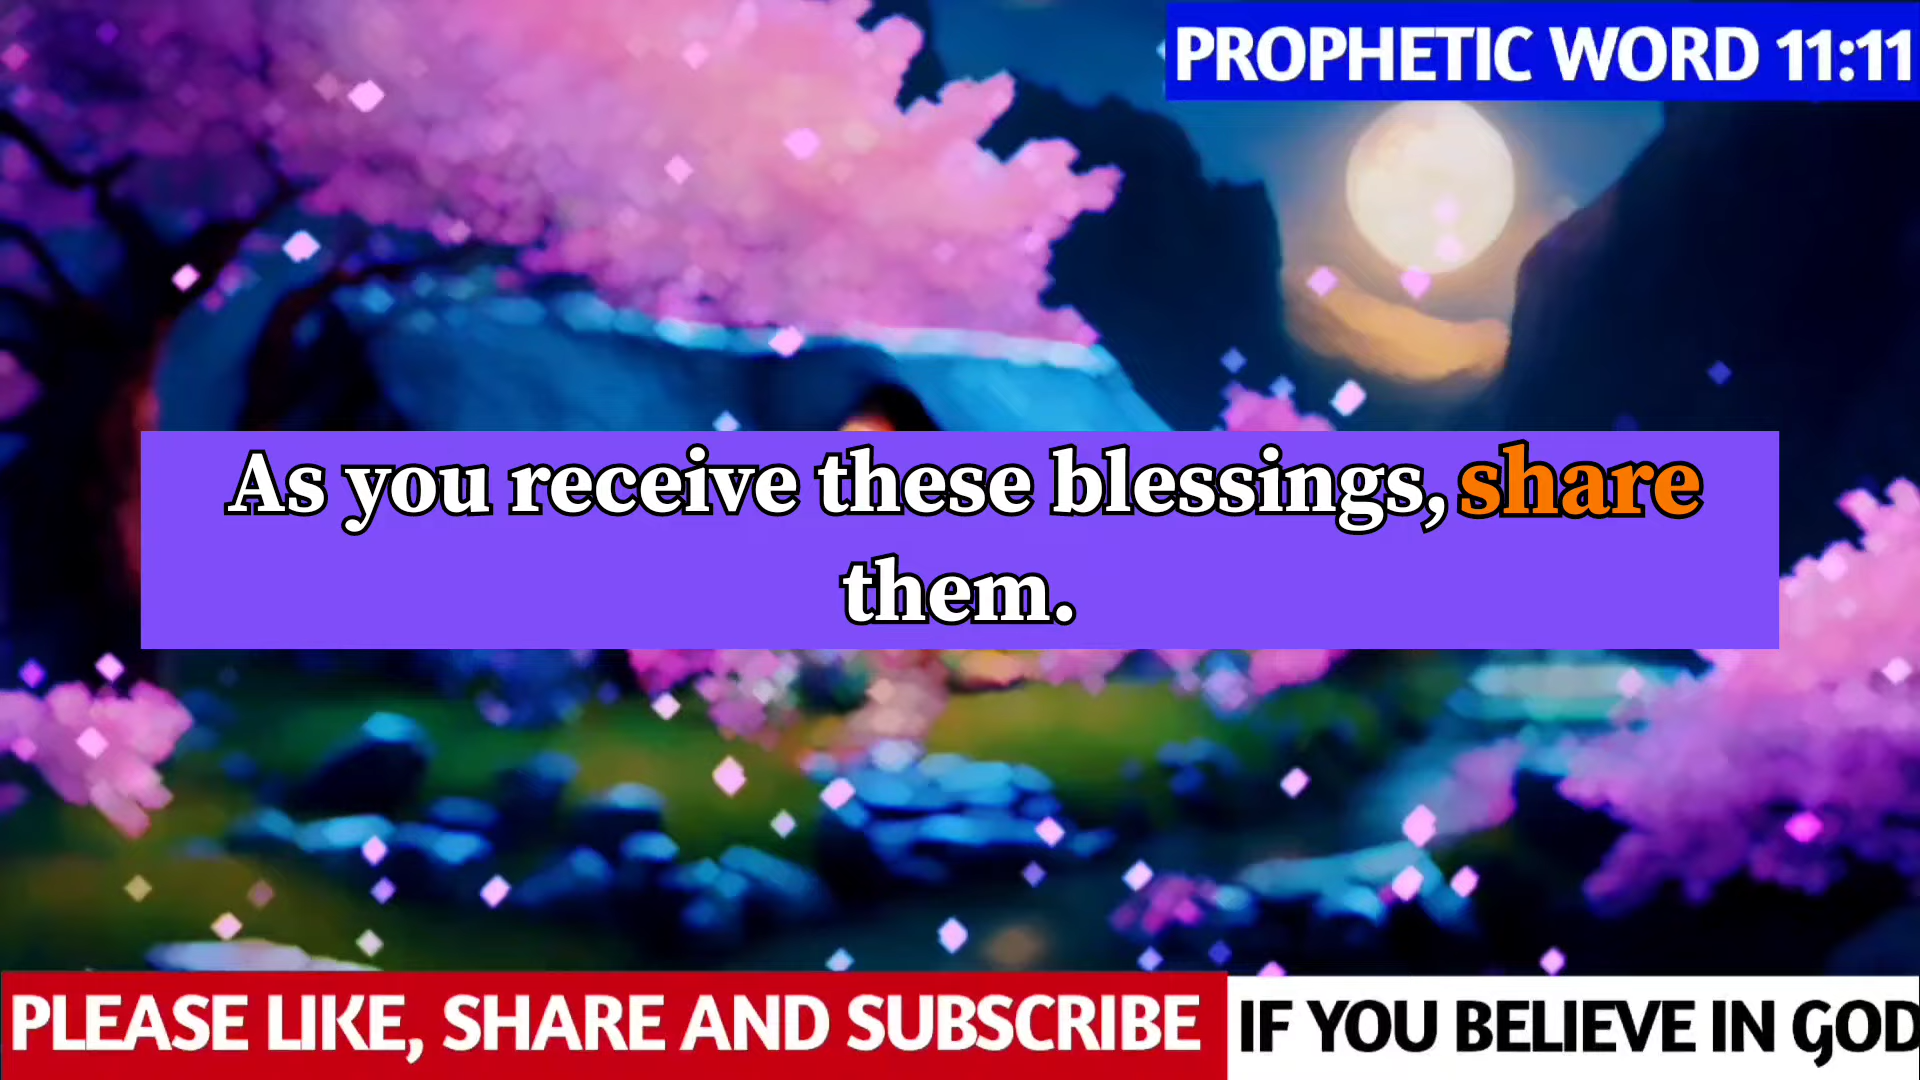 PROPHETIC WORD 11:11
As you receive these blessings, share
them.
PLEASE LIKE, SHARE AND SUBSCRIBE
IF YOU BELIEVE IN GOD